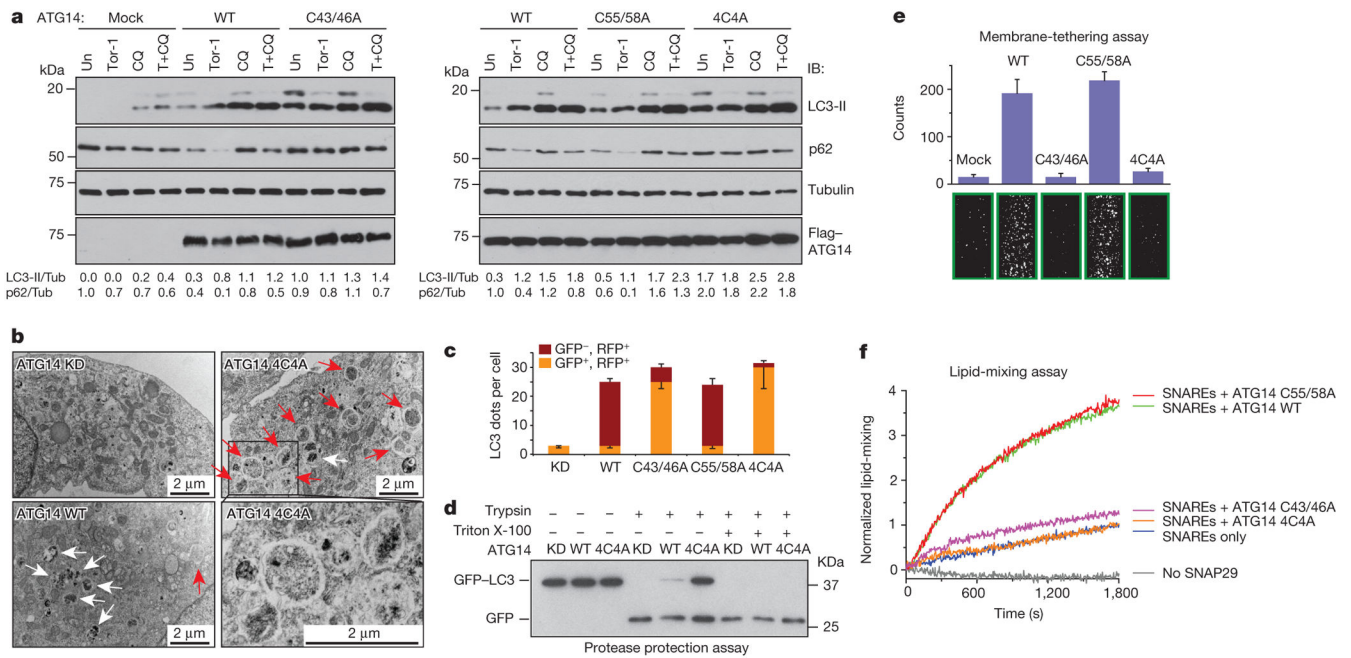 a
ATG14: Mock WT C43/46A
Un Tor-1 CQ T+CQ Un Tor-1 CQ T+CQ Un Tor-1 CQ T+CQ
kDa
20
50
75
75
LC3-II/Tub 0.0 0.0 0.2 0.4 0.3 0.8 1.1 1.2 1.0 1.1 1.3 1.4
p62/Tub 1.0 0.7 0.7 0.6 0.4 0.1 0.8 0.5 0.9 0.8 1.1 0.7
WT C55/58A 4C4A
Un Tor-1 CQ T+CQ Un Tor-1 CQ T+CQ Un Tor-1 CQ T+CQ
kDa
IB:
20
LC3-II
50
p62
75
Tubulin
75
Flag–
ATG14
LC3-II/Tub 0.3 1.2 1.5 1.8 0.5 1.1 1.7 2.3 1.7 1.8 2.5 2.8
p62/Tub 1.0 0.4 1.2 0.8 0.6 0.1 1.6 1.3 2.0 1.8 2.2 1.8
b
ATG14 KD
2 μm
ATG14 4C4A
2 μm
ATG14 WT
2 μm
ATG14 4C4A
2 μm
c
GFP−, RFP+
GFP+, RFP+
LC3 dots per cell
30
20
10
0
KD WT C43/46A C55/58A 4C4A
d
Trypsin – – – + + + + + +
Triton X-100 – – – – – – + + +
ATG14 KD WT 4C4A KD WT 4C4A KD WT 4C4A
KDa
GFP–LC3
37
GFP
25
Protease protection assay
e
Membrane-tethering assay
WT C55/58A
Counts
200
100
0
Mock C43/46A 4C4A
f
Lipid-mixing assay
Normalized lipid-mixing
4
3
2
1
0
0 600 1,200 1,800
Time (s)
SNAREs + ATG14 C55/58A
SNAREs + ATG14 WT
SNAREs + ATG14 C43/46A
SNAREs + ATG14 4C4A
SNAREs only
No SNAP29